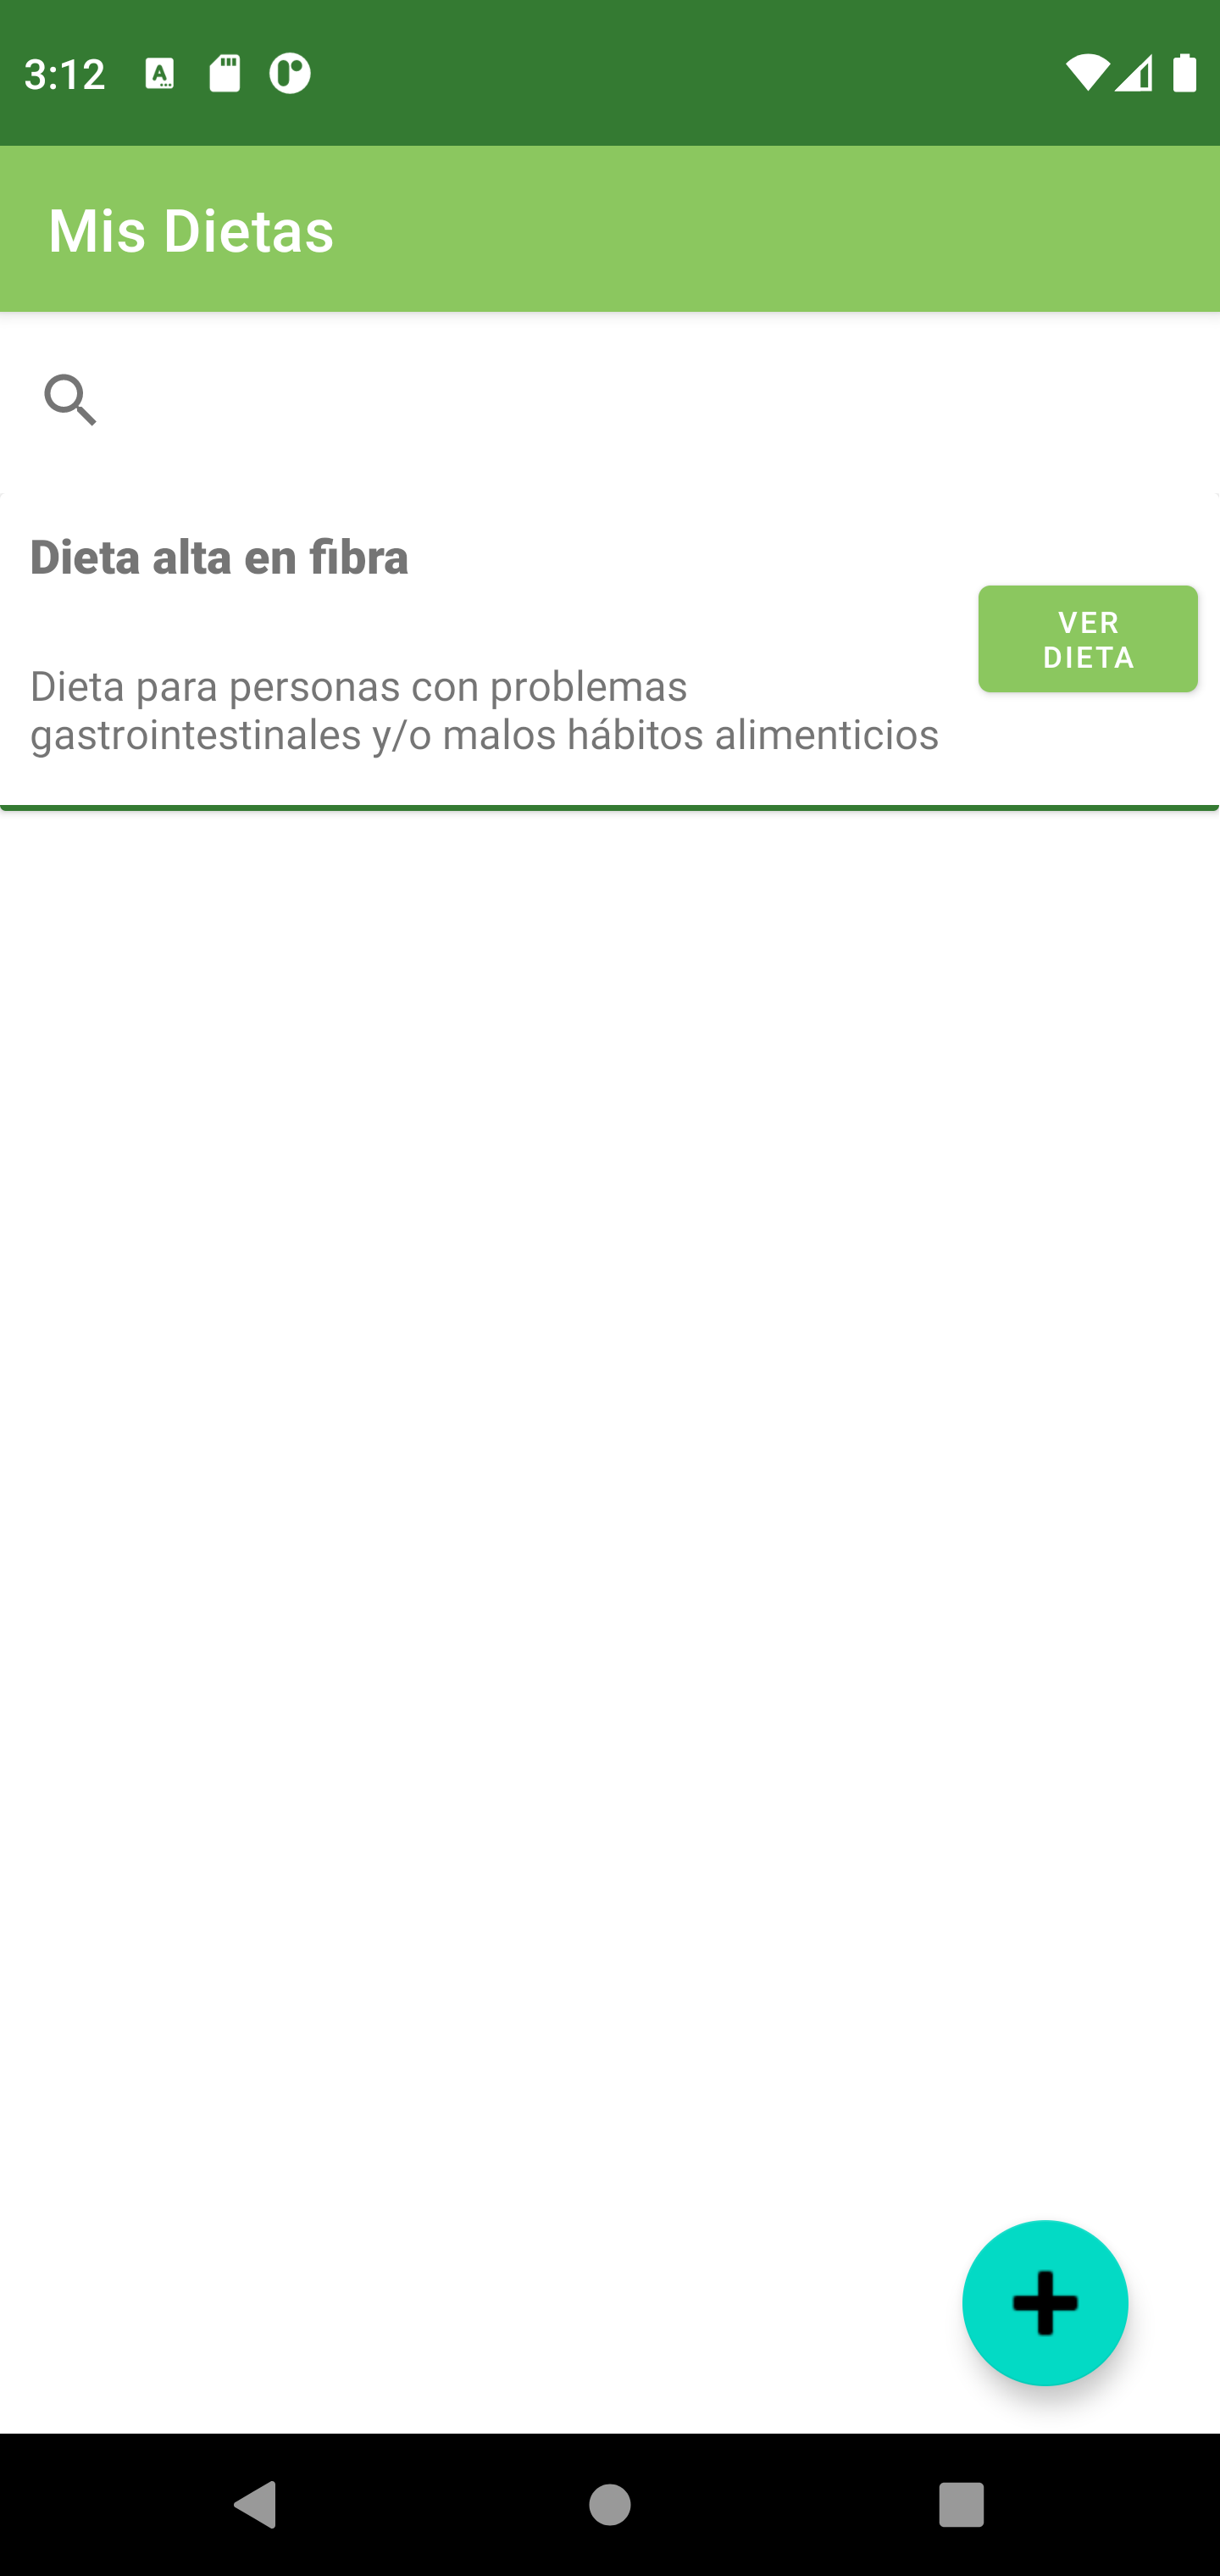 3:12
Mis Dietas
Dieta alta en fibra
VER
DIETA
Dieta para personas con problemas
gastrointestinales y/o malos hábitos alimenticios